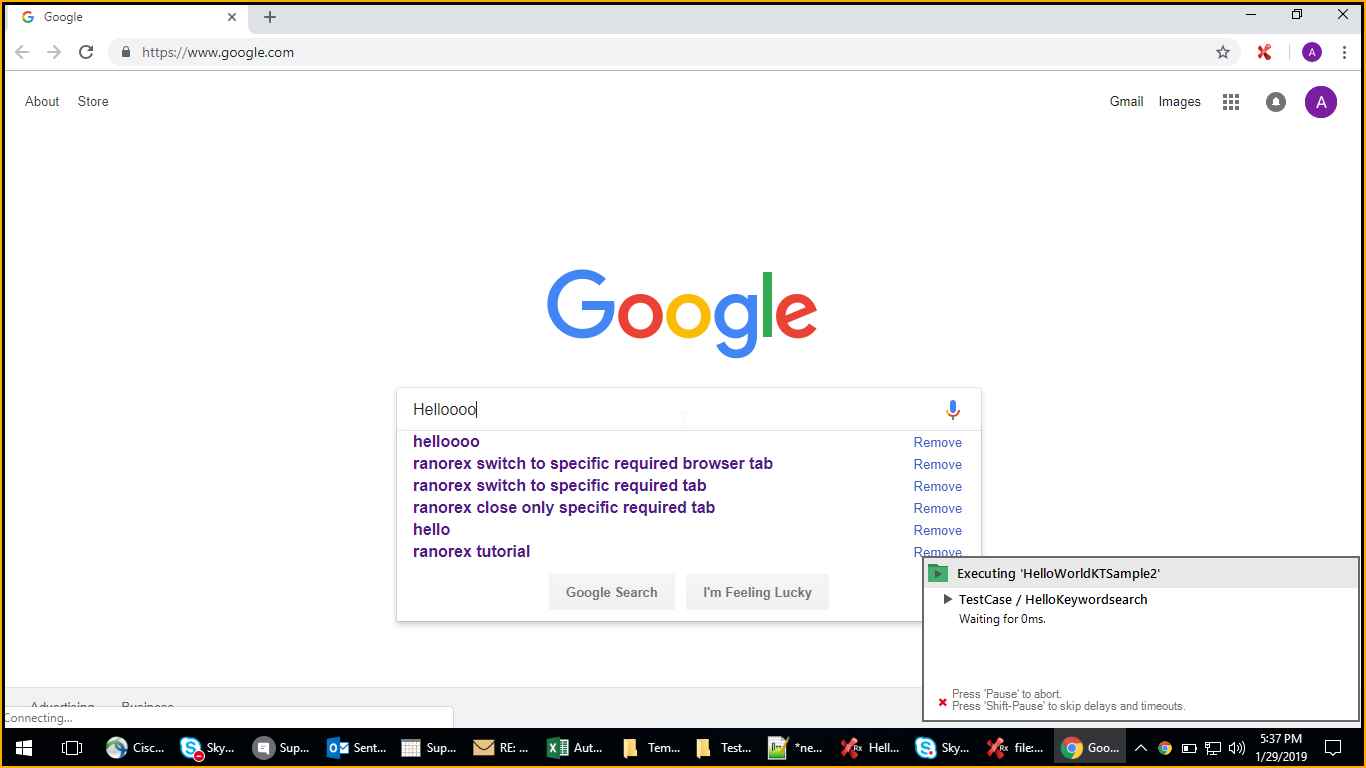 Google
https://www.google.com
A
About Store
Gmail Images
A
Google
Helloooo
helloooo Remove
ranorex switch to specific required browser tab Remove
ranorex switch to specific required tab Remove
ranorex close only specific required tab Remove
hello Remove
ranorex tutorial Remove
Google Search I'm Feeling Lucky
Executing 'HelloWorldKTSample2'
TestCase / HelloKeywordsearch
Waiting for 0ms.
Press 'Pause' to abort.
Press 'Shift-Pause' to skip delays and timeouts.
Advertising Business
Connecting...
Cisc... Sky... Sup... Sent... Sup... RE: ... Aut... Tem... Test... *ne... Hell... Sky... file:... Goo...
5:37 PM
1/29/2019